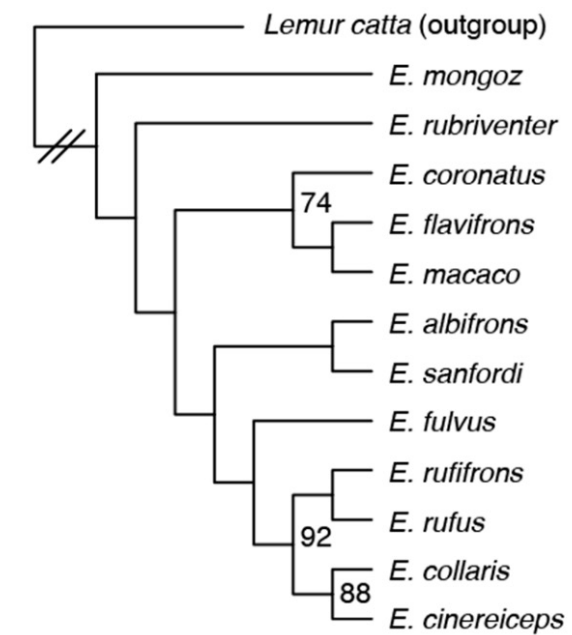 Lemur catta (outgroup)
E. mongoz
E. rubriventer
E. coronatus
74
E. flavifrons
E. macaco
E. albifrons
E. sanfordi
E. fulvus
E. rufifrons
E. rufus
92
E. collaris
88
E. cinereiceps